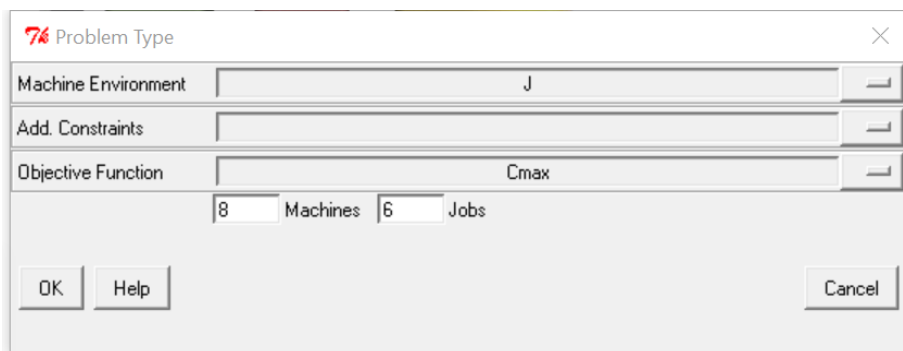 Problem Type
Machine Environment J
Add. Constraints
Objective Function Cmax
8 Machines 6 Jobs
OK Help Cancel